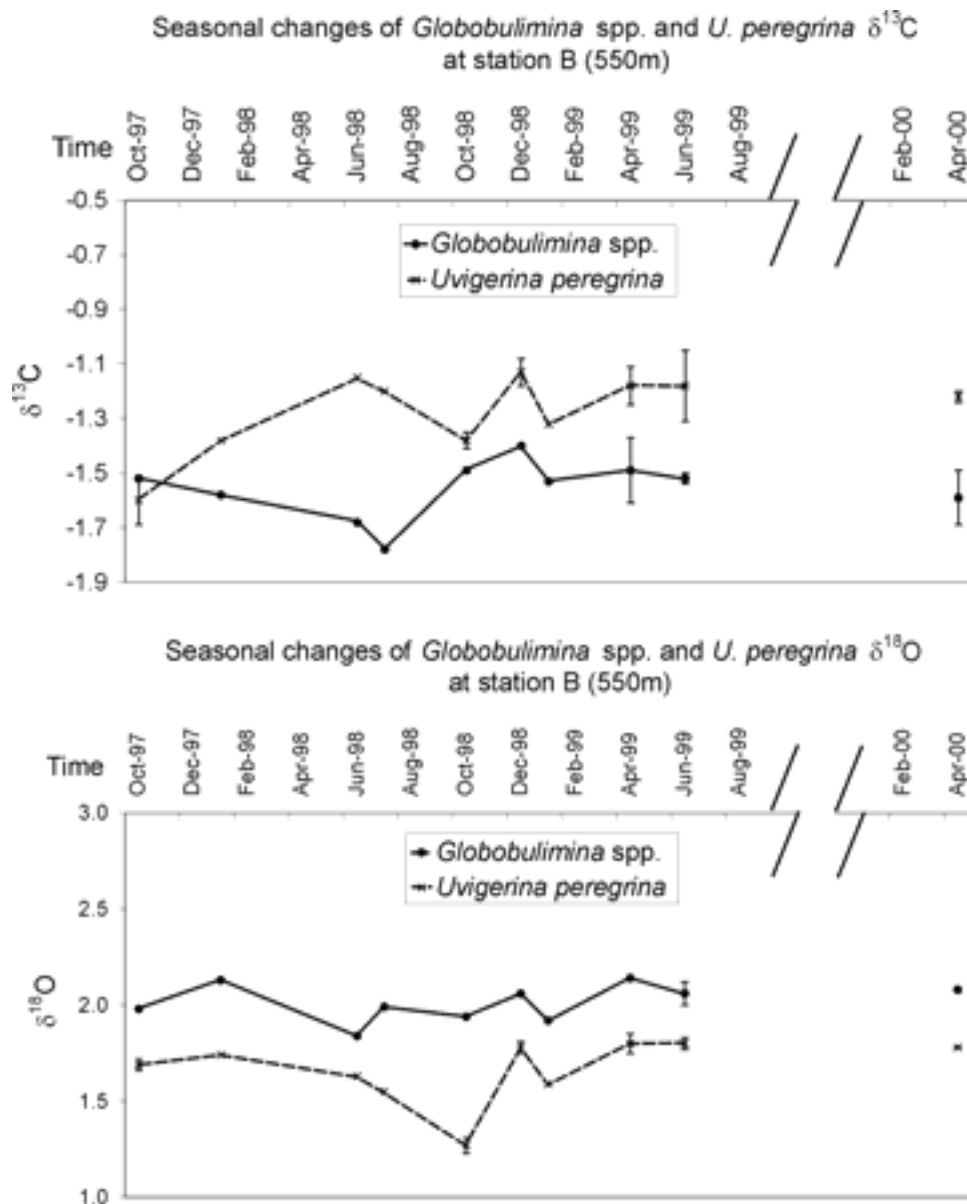 Seasonal changes of Globobulimina spp. and U. peregrina δ¹³C
at station B (550m)
Time
Oct-97
Dec-97
Feb-98
Apr-98
Jun-98
Aug-98
Oct-98
Dec-98
Feb-99
Apr-99
Jun-99
Aug-99
Feb-00
Apr-00
-0.5
-0.7
-0.9
-1.1
-1.3
-1.5
-1.7
-1.9
δ¹³C
Globobulimina spp.
Uvigerina peregrina
Seasonal changes of Globobulimina spp. and U. peregrina δ¹⁸O
at station B (550m)
Time
Oct-97
Dec-97
Feb-98
Apr-98
Jun-98
Aug-98
Oct-98
Dec-98
Feb-99
Apr-99
Jun-99
Aug-99
Feb-00
Apr-00
3.0
2.5
2.0
1.5
1.0
δ¹⁸O
Globobulimina spp.
Uvigerina peregrina